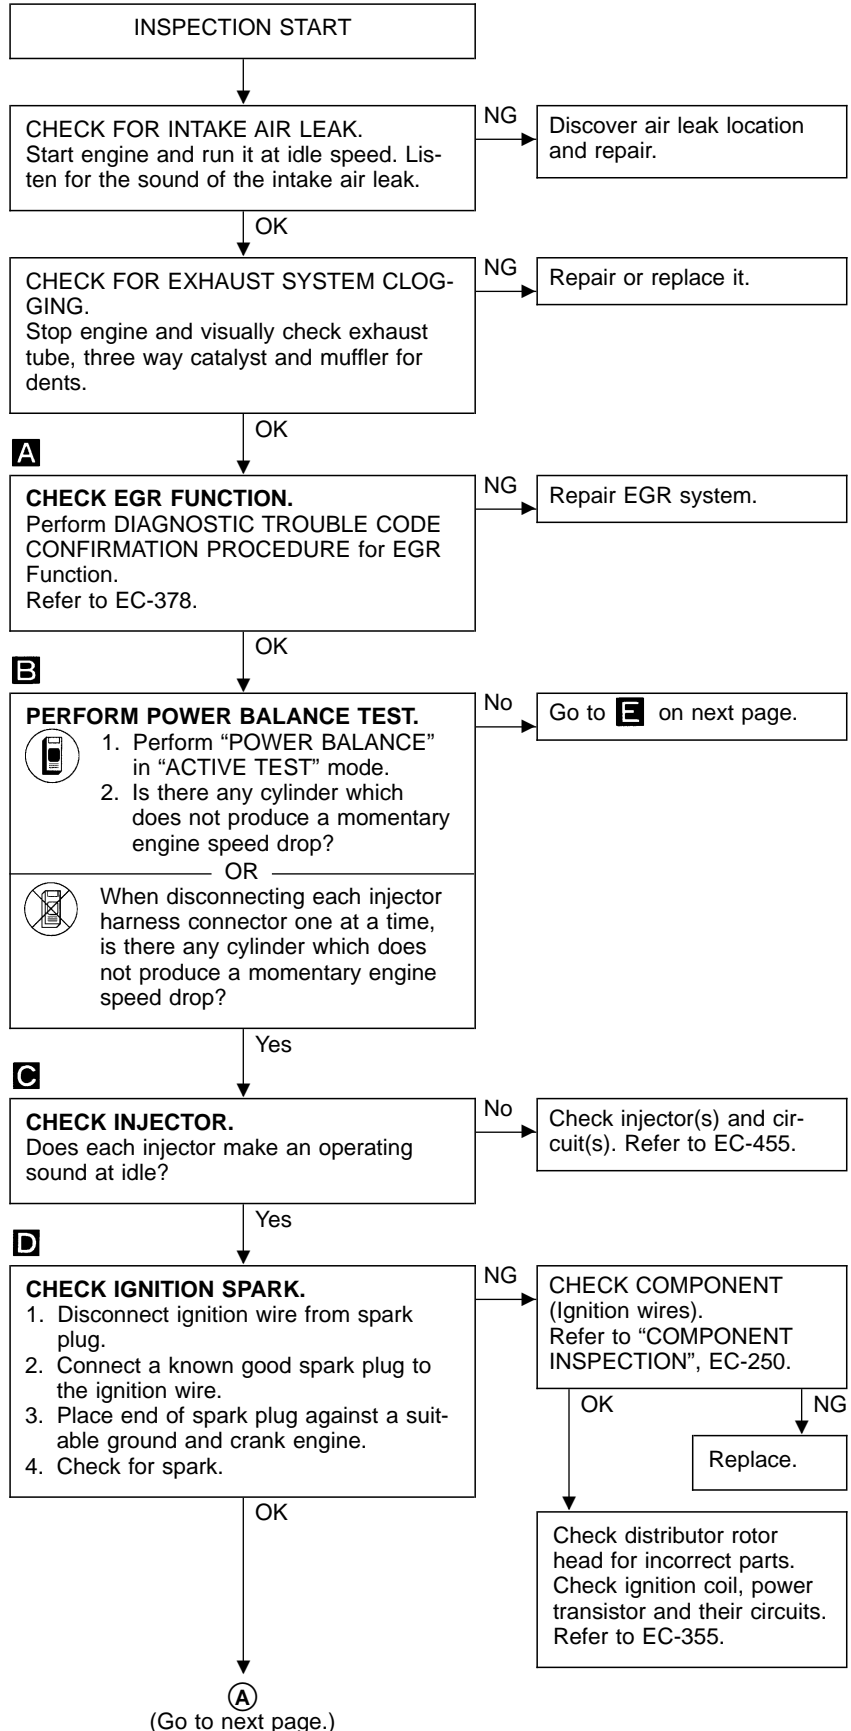 INSPECTION START
CHECK FOR INTAKE AIR LEAK.
Start engine and run it at idle speed. Lis-
ten for the sound of the intake air leak.
NG
Discover air leak location
and repair.
OK
CHECK FOR EXHAUST SYSTEM CLOG-
GING.
Stop engine and visually check exhaust
tube, three way catalyst and muffler for
dents.
NG
Repair or replace it.
OK
A
CHECK EGR FUNCTION.
Perform DIAGNOSTIC TROUBLE CODE
CONFIRMATION PROCEDURE for EGR
Function.
Refer to EC-378.
NG
Repair EGR system.
OK
B
PERFORM POWER BALANCE TEST.
1. Perform “POWER BALANCE”
in “ACTIVE TEST” mode.
2. Is there any cylinder which
does not produce a momentary
engine speed drop?
OR
When disconnecting each injector
harness connector one at a time,
is there any cylinder which does
not produce a momentary engine
speed drop?
No
Go to E on next page.
Yes
C
CHECK INJECTOR.
Does each injector make an operating
sound at idle?
No
Check injector(s) and cir-
cuit(s). Refer to EC-455.
Yes
D
CHECK IGNITION SPARK.
1. Disconnect ignition wire from spark
plug.
2. Connect a known good spark plug to
the ignition wire.
3. Place end of spark plug against a suit-
able ground and crank engine.
4. Check for spark.
NG
CHECK COMPONENT
(Ignition wires).
Refer to “COMPONENT
INSPECTION”, EC-250.
OK
NG
Replace.
Check distributor rotor
head for incorrect parts.
Check ignition coil, power
transistor and their circuits.
Refer to EC-355.
OK
A
(Go to next page.)